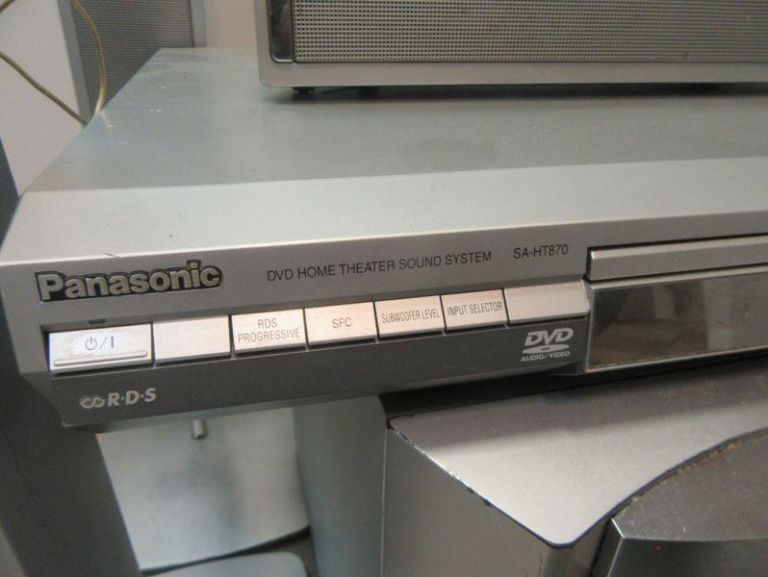 Panasonic
DVD HOME THEATER SOUND SYSTEM SA-HT870
⏻/I
RDS
PROGRESSIVE
SFC
SUBWOOFER LEVEL
INPUT SELECTOR
DVD
AUDIO/VIDEO
R·D·S